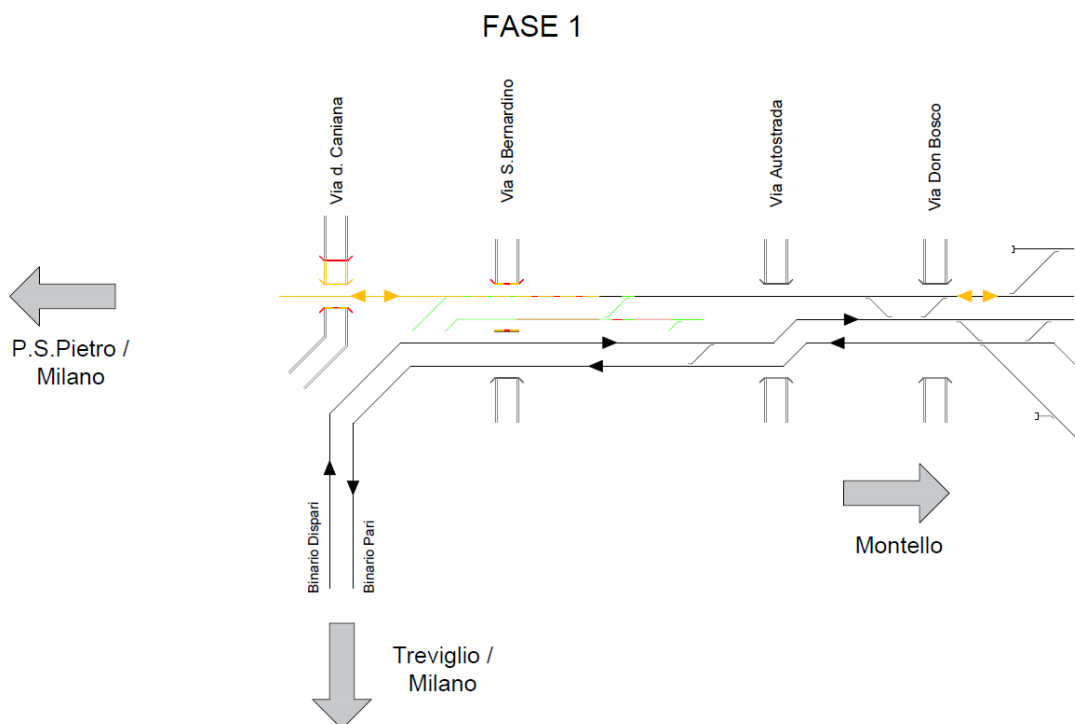 FASE 1
Via d. Caniana
Via S.Bernardino
Via Autostrada
Via Don Bosco
P.S.Pietro /
Milano
Binario Dispari
Binario Pari
Montello
Treviglio /
Milano